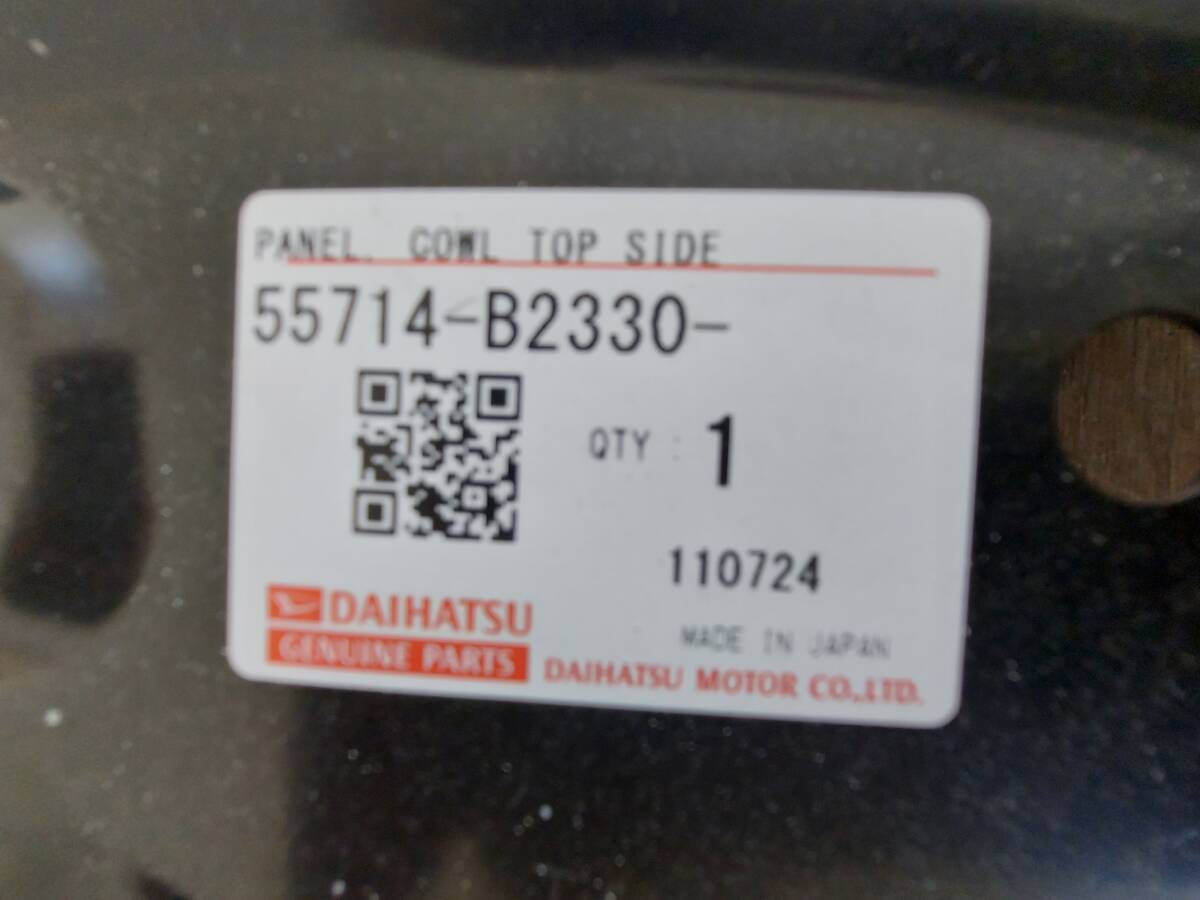 PANEL. COWL TOP SIDE
55714-B2330-
QTY : 1
110724
MADE IN JAPAN
DAIHATSU
GENUINE PARTS
DAIHATSU MOTOR CO.,LTD.